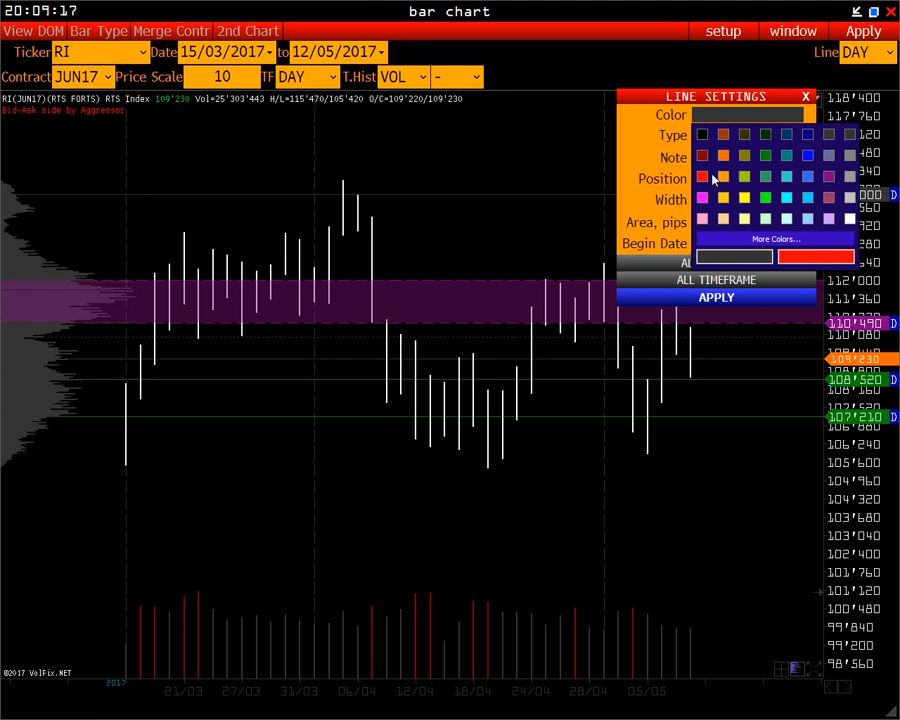 20:09:17 bar chart
View DOM Bar Type Merge Contr 2nd Chart setup window Apply
Ticker RI Date 15/03/2017 to 12/05/2017 Line DAY
Contract JUN17 Price Scale 10 TF DAY T.Hist VOL -
RI(JUN17)(RTS FORTS) RTS Index 109'230 Vol=25'303'443 H/L=115'470/105'420 O/C=109'220/109'230
Bid-Ask side by Aggressor
LINE SETTINGS X
Color
Type
Note
Position
Width
Area, pips
Begin Date
More Colors...
ALL TIMEFRAME
APPLY
118'400
117'760
112'000
111'360
110'490
110'080
109'230
108'520 D
108'160
107'210 D
106'880
106'240
105'600
104'960
104'320
103'680
103'040
102'400
101'760
101'120
100'480
99'840
99'200
98'560
©2017 VolFix.NET
2017
21/03 27/03 31/03 06/04 12/04 18/04 24/04 28/04 05/05